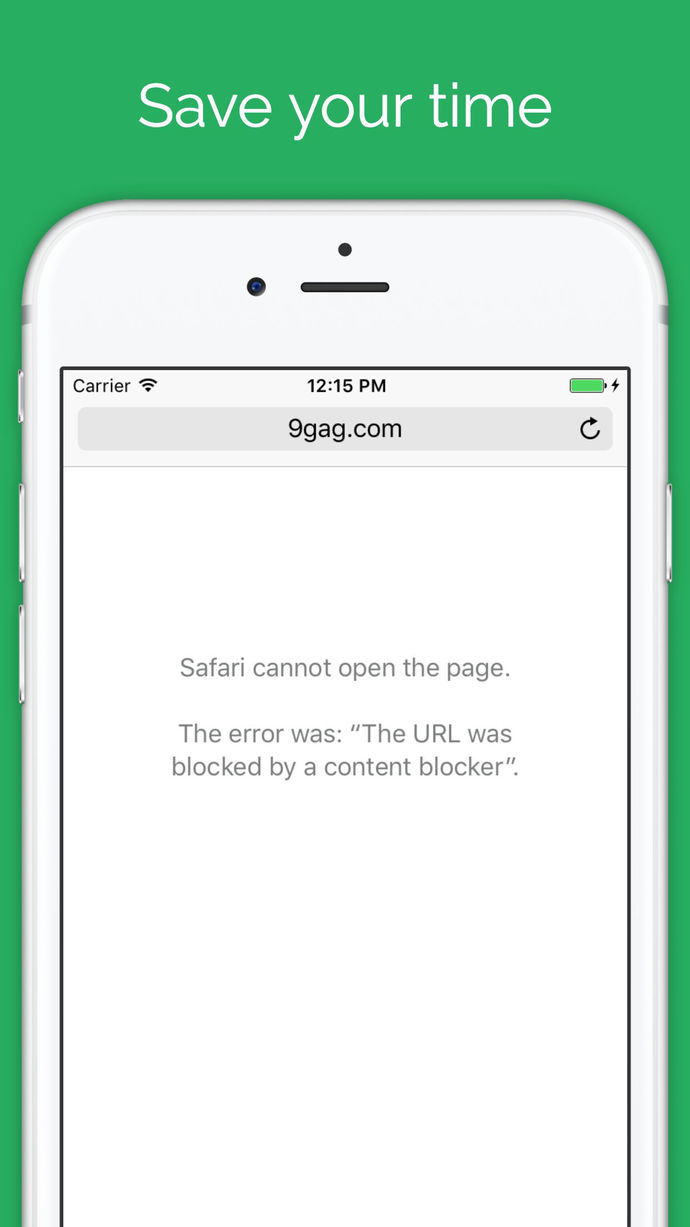 Save your time
Carrier 12:15 PM
9gag.com
Safari cannot open the page.
The error was: “The URL was
blocked by a content blocker”.